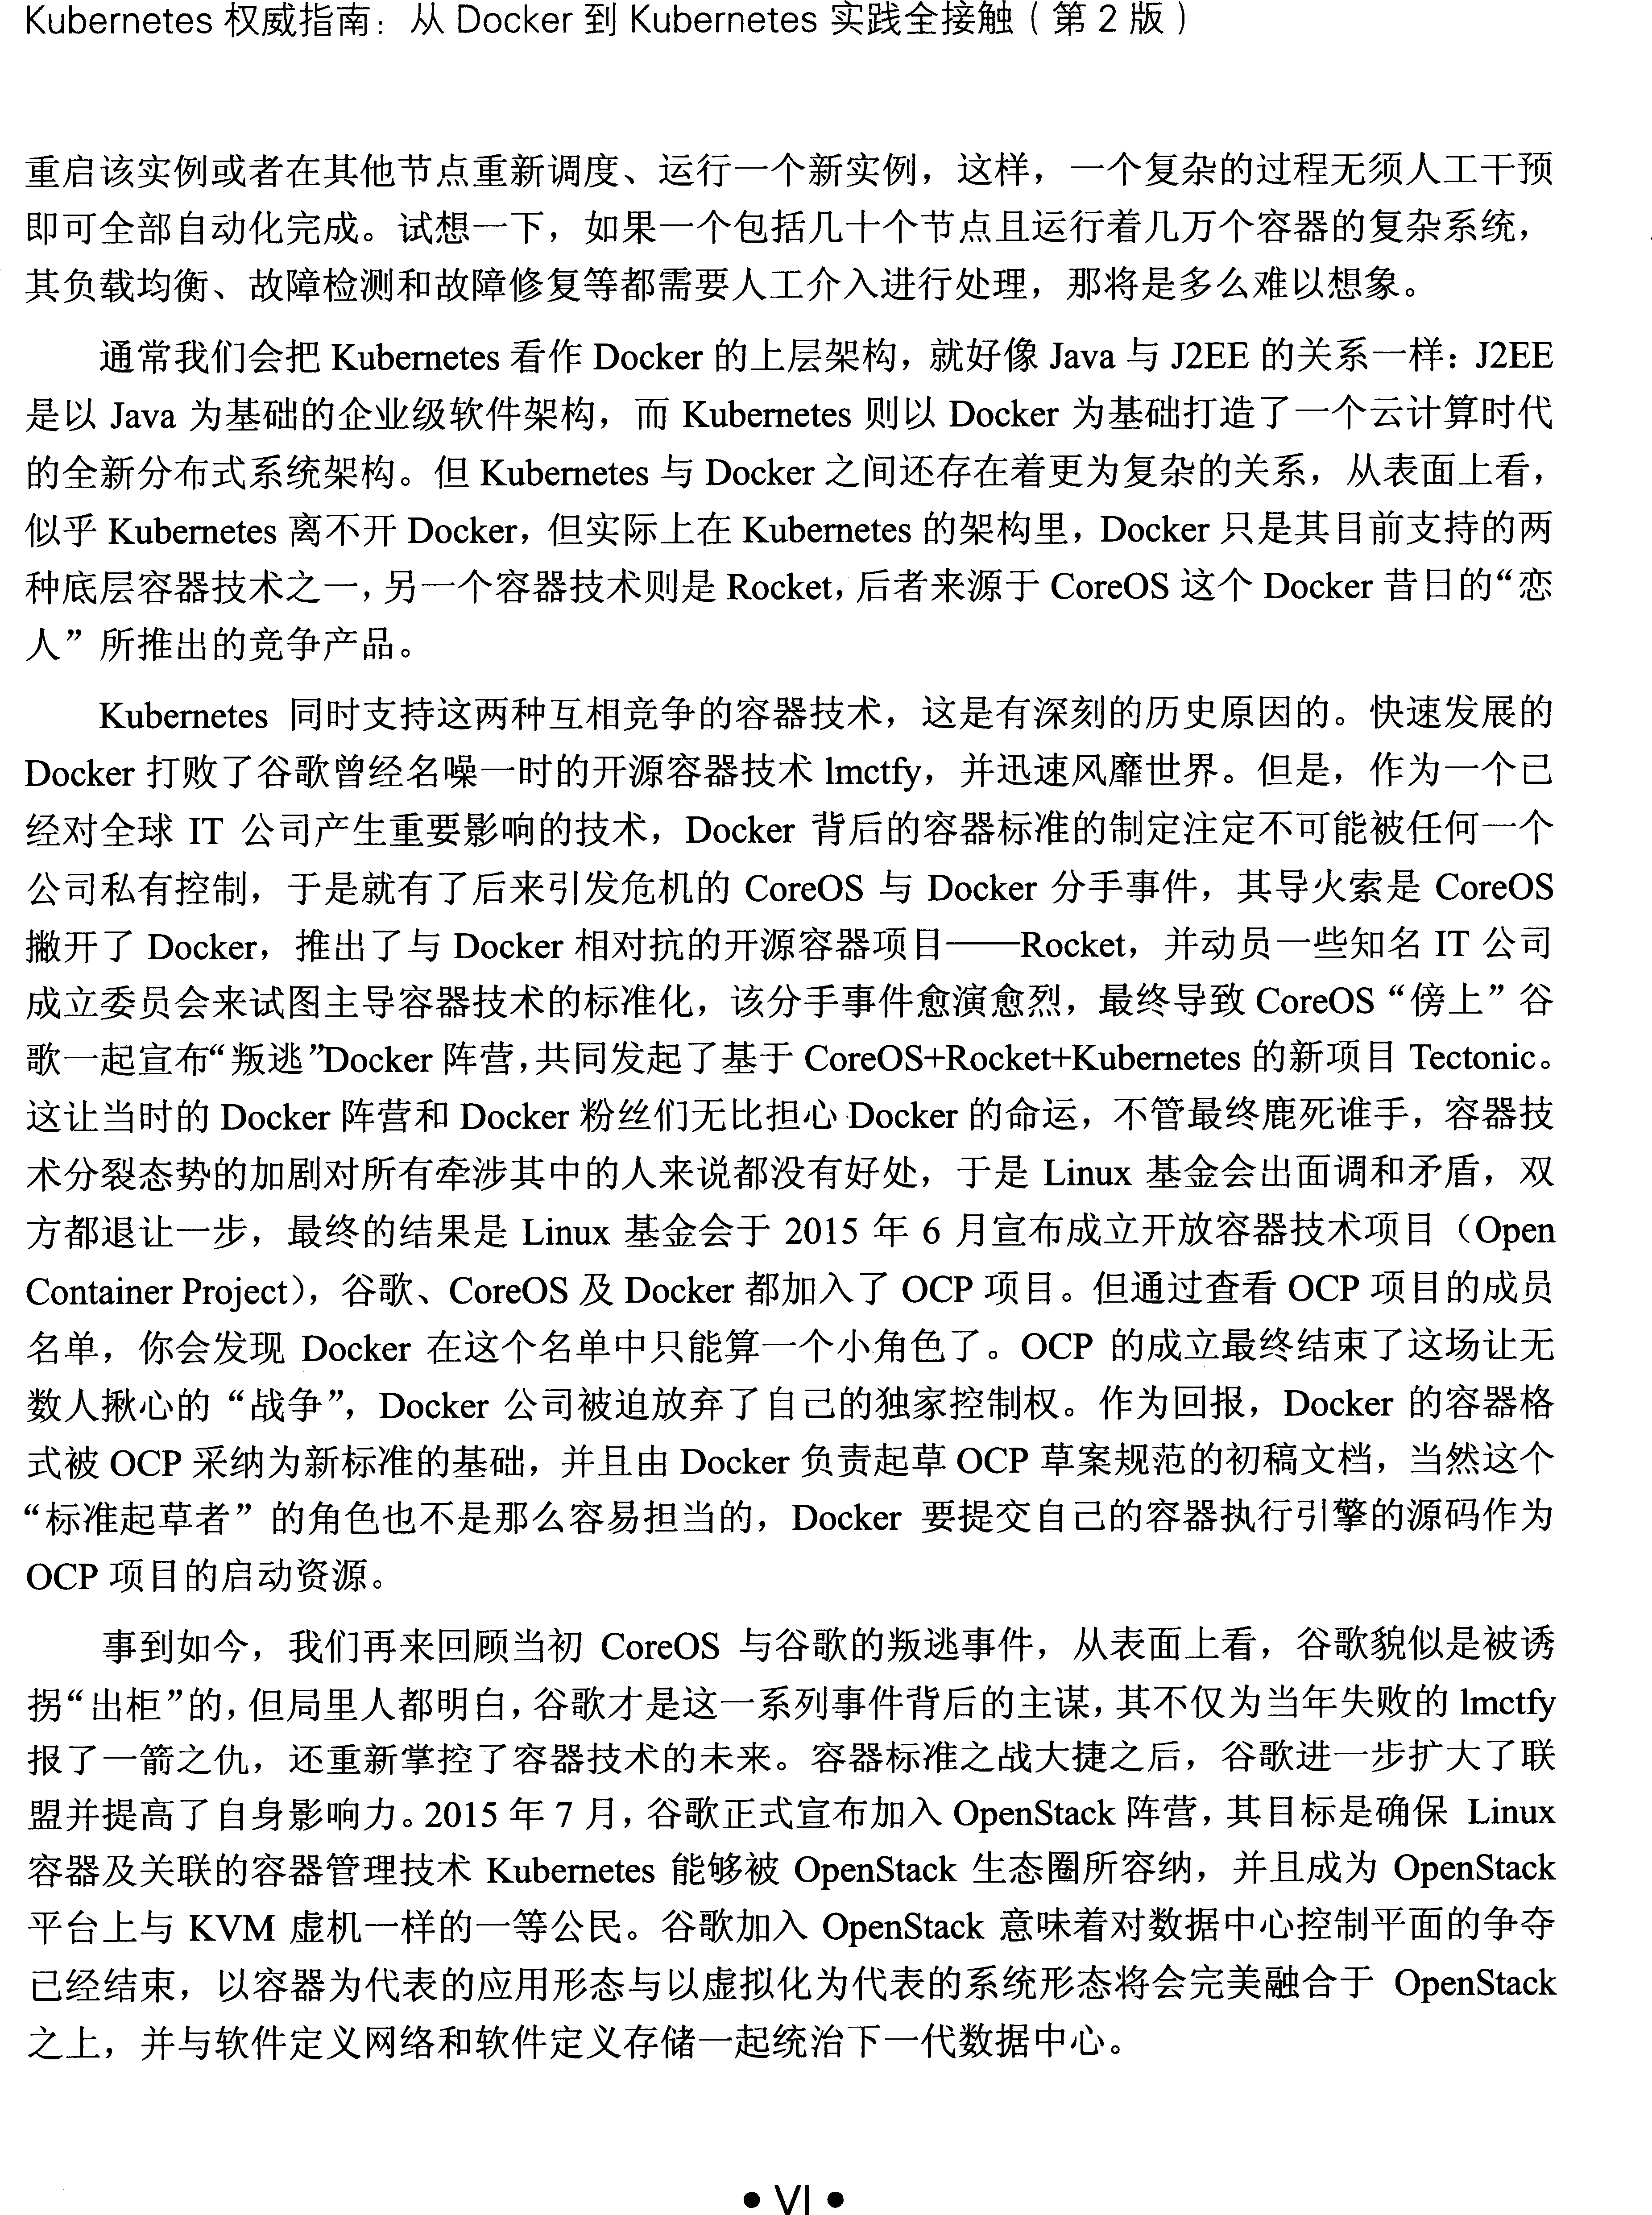 Kubernetes 权威指南：从 Docker 到 Kubernetes 实践全接触（第 2 版）
重启该实例或者在其他节点重新调度、运行一个新实例，这样，一个复杂的过程无须人工干预
即可全部自动化完成。试想一下，如果一个包括几十个节点且运行着几万个容器的复杂系统，
其负载均衡、故障检测和故障修复等都需要人工介入进行处理，那将是多么难以想象。
通常我们会把 Kubernetes 看作 Docker 的上层架构，就好像 Java 与 J2EE 的关系一样：J2EE
是以 Java 为基础的企业级软件架构，而 Kubernetes 则以 Docker 为基础打造了一个云计算时代
的全新分布式系统架构。但 Kubernetes 与 Docker 之间还存在着更为复杂的关系，从表面上看，
似乎 Kubernetes 离不开 Docker，但实际上在 Kubernetes 的架构里，Docker 只是其目前支持的两
种底层容器技术之一，另一个容器技术则是 Rocket，后者来源于 CoreOS 这个 Docker 昔日的“恋
人”所推出的竞争产品。
Kubernetes 同时支持这两种互相竞争的容器技术，这是有深刻的历史原因的。快速发展的
Docker 打败了谷歌曾经名噪一时的开源容器技术 lmctfy，并迅速风靡世界。但是，作为一个已
经对全球 IT 公司产生重要影响的技术，Docker 背后的容器标准的制定注定不可能被任何一个
公司私有控制，于是就有了后来引发危机的 CoreOS 与 Docker 分手事件，其导火索是 CoreOS
撇开了 Docker，推出了与 Docker 相对抗的开源容器项目——Rocket，并动员一些知名 IT 公司
成立委员会来试图主导容器技术的标准化，该分手事件愈演愈烈，最终导致 CoreOS“傍上”谷
歌一起宣布“叛逃”Docker 阵营，共同发起了基于 CoreOS+Rocket+Kubernetes 的新项目 Tectonic。
这让当时的 Docker 阵营和 Docker 粉丝们无比担心 Docker 的命运，不管最终鹿死谁手，容器技
术分裂态势的加剧对所有牵涉其中的人来说都没有好处，于是 Linux 基金会出面调和矛盾，双
方都退让一步，最终的结果是 Linux 基金会于 2015 年 6 月宣布成立开放容器技术项目（Open
Container Project），谷歌、CoreOS 及 Docker 都加入了 OCP 项目。但通过查看 OCP 项目的成员
名单，你会发现 Docker 在这个名单中只能算一个小角色了。OCP 的成立最终结束了这场让无
数人揪心的“战争”，Docker 公司被迫放弃了自己的独家控制权。作为回报，Docker 的容器格
式被 OCP 采纳为新标准的基础，并且由 Docker 负责起草 OCP 草案规范的初稿文档，当然这个
“标准起草者”的角色也不是那么容易担当的，Docker 要提交自己的容器执行引擎的源码作为
OCP 项目的启动资源。
事到如今，我们再来回顾当初 CoreOS 与谷歌的叛逃事件，从表面上看，谷歌貌似是被诱
拐“出柜”的，但局里人都明白，谷歌才是这一系列事件背后的主谋，其不仅为当年失败的 lmctfy
报了一箭之仇，还重新掌控了容器技术的未来。容器标准之战大捷之后，谷歌进一步扩大了联
盟并提高了自身影响力。2015 年 7 月，谷歌正式宣布加入 OpenStack 阵营，其目标是确保 Linux
容器及关联的容器管理技术 Kubernetes 能够被 OpenStack 生态圈所容纳，并且成为 OpenStack
平台上与 KVM 虚机一样的一等公民。谷歌加入 OpenStack 意味着对数据中心控制平面的争夺
已经结束，以容器为代表的应用形态与以虚拟化为代表的系统形态将会完美融合于 OpenStack
之上，并与软件定义网络和软件定义存储一起统治下一代数据中心。
• VI •